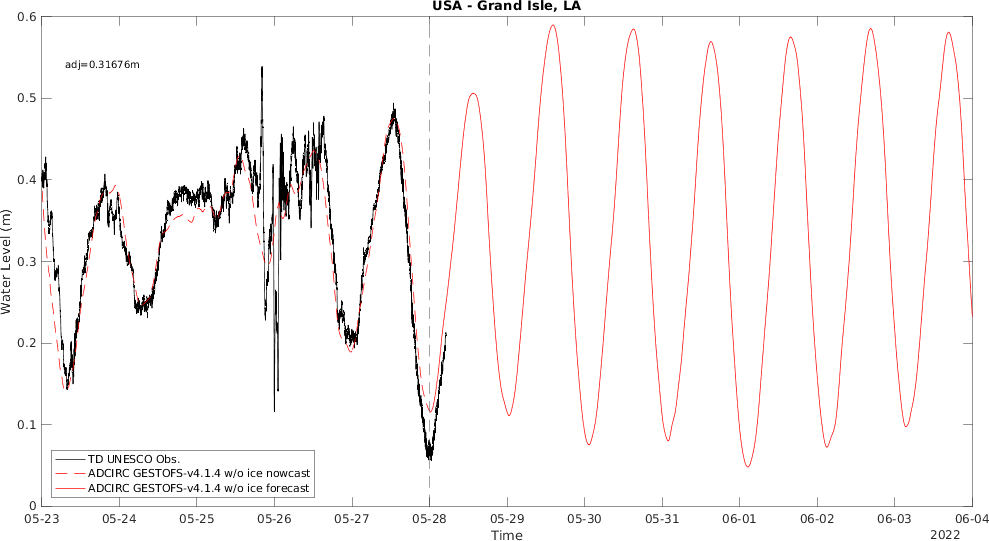 USA - Grand Isle, LA
adj=0.31676m
0.6
0.5
0.4
0.3
0.2
0.1
0
Water Level (m)
TD UNESCO Obs.
ADCIRC GESTOFS-v4.1.4 w/o ice nowcast
ADCIRC GESTOFS-v4.1.4 w/o ice forecast
05-23 05-24 05-25 05-26 05-27 05-28 05-29 05-30 05-31 06-01 06-02 06-03 06-04
Time
2022